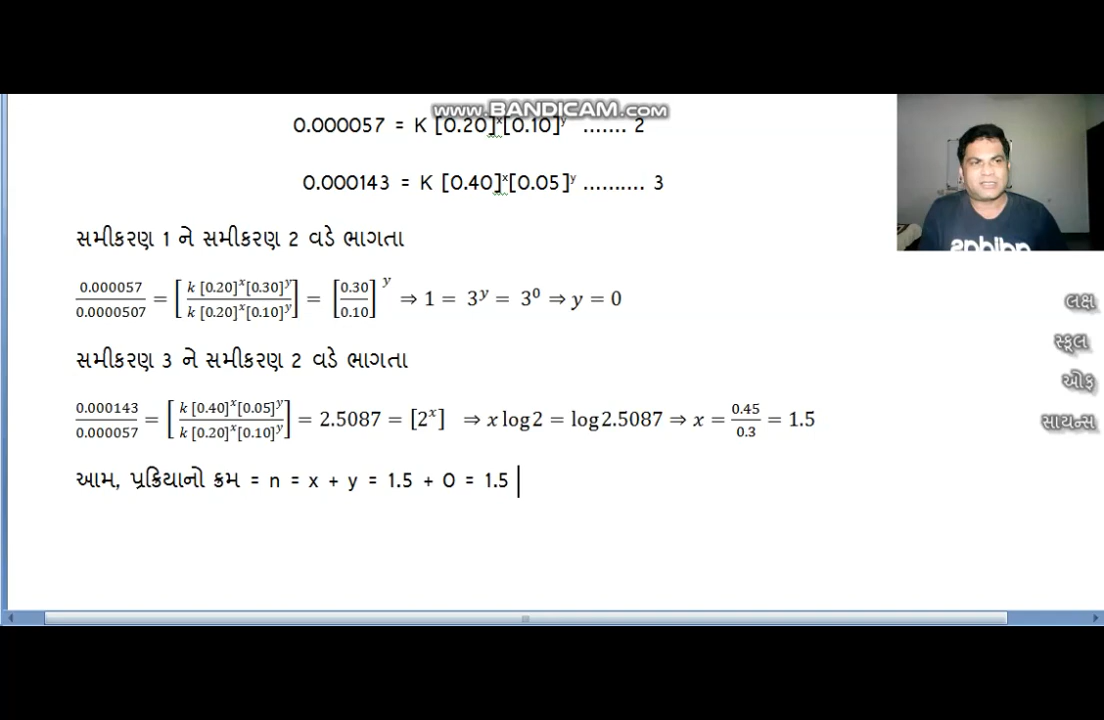 www.BANDICAM.com
0.000057 = K [0.20]ˣ[0.10]ʸ ....... 2
0.000143 = K [0.40]ˣ[0.05]ʸ .......... 3
સમીકરણ 1 ને સમીકરણ 2 વડે ભાગતા
0.000057/0.0000507 = [k [0.20]ˣ[0.30]ʸ / k [0.20]ˣ[0.10]ʸ] = [0.30/0.10]ʸ ⇒ 1 = 3ʸ = 3⁰ ⇒ y = 0
સમીકરણ 3 ને સમીકરણ 2 વડે ભાગતા
0.000143/0.000057 = [k [0.40]ˣ[0.05]ʸ / k [0.20]ˣ[0.10]ʸ] = 2.5087 = [2ˣ] ⇒ x log2 = log2.5087 ⇒ x = 0.45/0.3 = 1.5
આમ, પ્રક્રિયાનો ક્રમ = n = x + y = 1.5 + 0 = 1.5
લક્ષ
સ્કૂલ
ઓફ
સાયન્સ